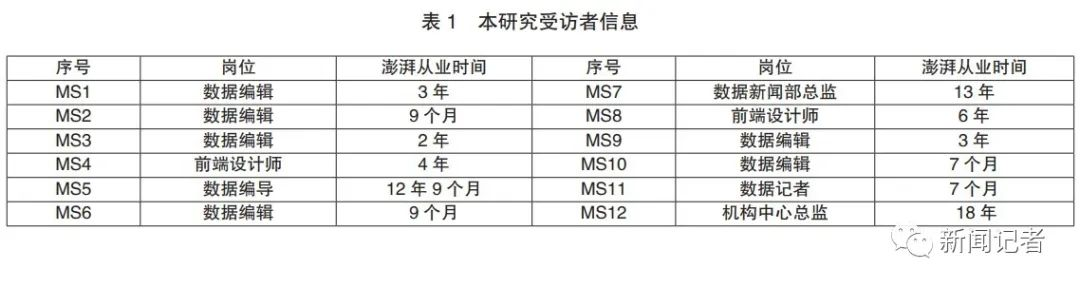 表 1 本研究受访者信息
序号 岗位 澎湃从业时间 序号 岗位 澎湃从业时间
MS1 数据编辑 3 年 MS7 数据新闻部总监 13 年
MS2 数据编辑 9 个月 MS8 前端设计师 6 年
MS3 数据编辑 2 年 MS9 数据编辑 3 年
MS4 前端设计师 4 年 MS10 数据编辑 7 个月
MS5 数据编导 12 年 9 个月 MS11 数据记者 7 个月
MS6 数据编辑 9 个月 MS12 机构中心总监 18 年
新闻记者